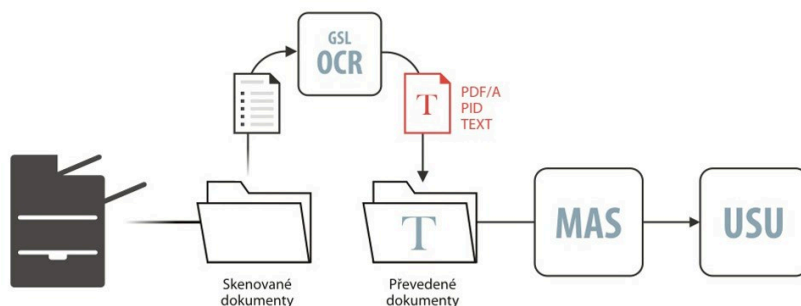 GSL
OCR
T
PDF/A
PID
TEXT
T
MAS
USU
Skenované
dokumenty
Převedené
dokumenty